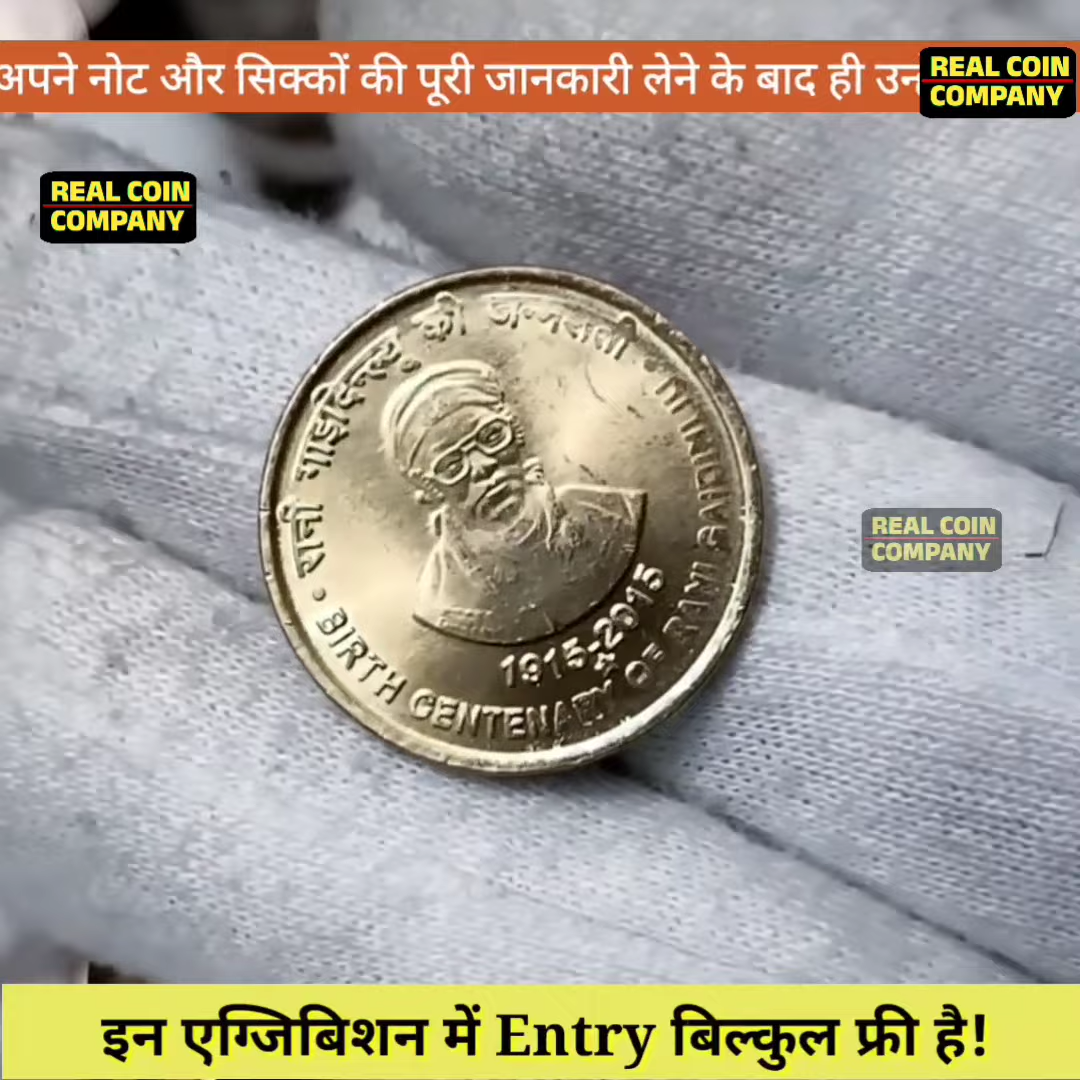 अपने नोट और सिक्कों की पूरी जानकारी लेने के बाद ही
REAL COIN
COMPANY
REAL COIN
COMPANY
रानी गाइदिन्ल्यू की जन्मशती
REAL COIN
COMPANY
1915-2015
BIRTH CENTENARY OF RANI GAIDINLIU
इन एग्जिबिशन में Entry बिल्कुल फ्री है!